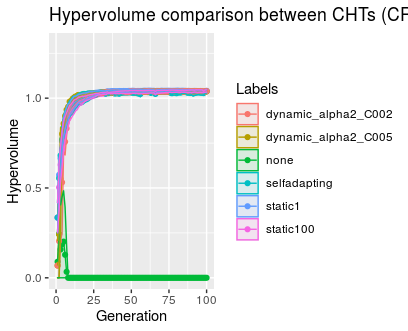 Hypervolume comparison between CHTs (CF
Hypervolume
1.0
0.5
0.0
0 25 50 75 100
Generation
Labels
dynamic_alpha2_C002
dynamic_alpha2_C005
none
selfadapting
static1
static100